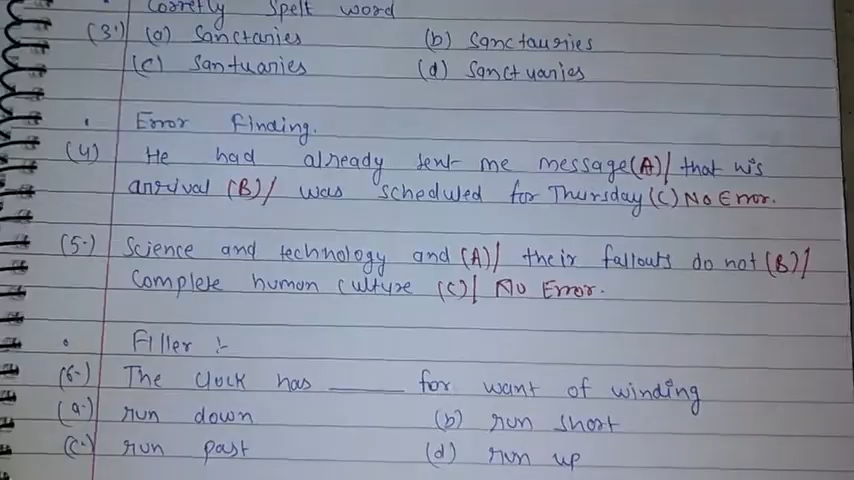 • Correctly Spelt word
(3.) (a) Sanctaries (b) Sanctauries
(c) Santuaries (d) Sanctuaries
• Error Finding.
(4) He had already sent me message (A)/ that his
arrival (B)/ was scheduled for Thursday (C) No Error.
(5.) Science and technology and (A)/ their fallouts do not (B)/
Complete human culture (C)/ No Error.
• Filler :-
(6.) The clock has ______ for want of winding
(a.) run down (b) run short
(c.) run past (d) run up